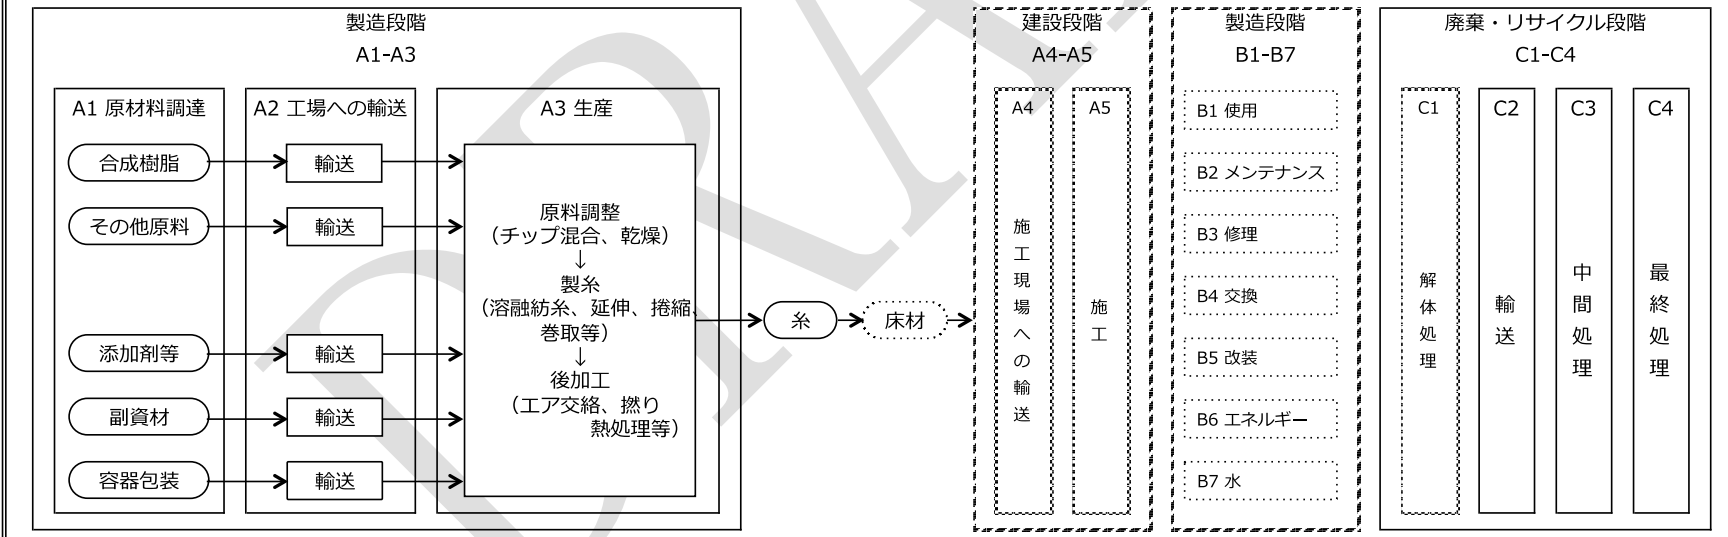 製造段階
A1-A3
A1 原材料調達
合成樹脂
その他原料
添加剤等
副資材
容器包装
A2 工場への輸送
輸送
輸送
輸送
輸送
輸送
A3 生産
原料調整
（チップ混合、乾燥）
↓
製糸
（溶融紡糸、延伸、捲縮、
巻取等）
↓
後加工
（エア交絡、撚り
熱処理等）
糸
床材
建設段階
A4-A5
A4
施工現場への輸送
A5
施工
製造段階
B1-B7
B1 使用
B2 メンテナンス
B3 修理
B4 交換
B5 改装
B6 エネルギー
B7 水
廃棄・リサイクル段階
C1-C4
C1
解体処理
C2
輸送
C3
中間処理
C4
最終処理
DRA